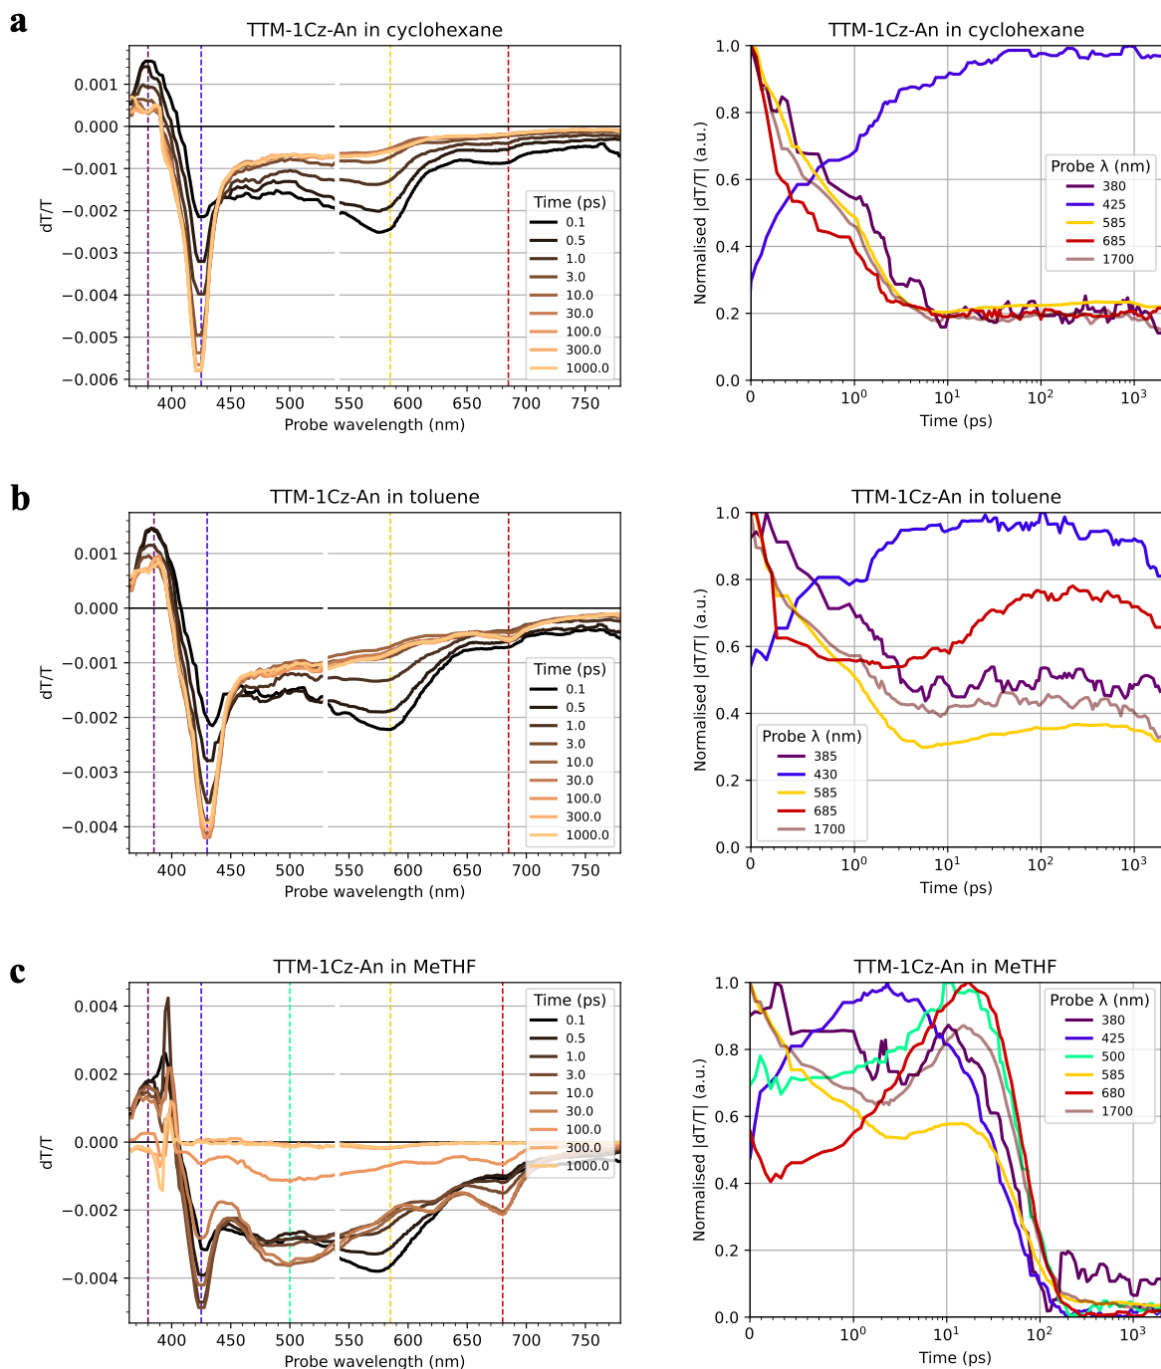 a
TTM-1Cz-An in cyclohexane
dT/T
0.001
0.000
−0.001
−0.002
−0.003
−0.004
−0.005
−0.006
400 450 500 550 600 650 700 750
Probe wavelength (nm)
Time (ps)
0.1
0.5
1.0
3.0
10.0
30.0
100.0
300.0
1000.0
TTM-1Cz-An in cyclohexane
Normalised |dT/T| (a.u.)
1.0
0.8
0.6
0.4
0.2
0.0
0 10⁰ 10¹ 10² 10³
Time (ps)
Probe λ (nm)
380
425
585
685
1700
b
TTM-1Cz-An in toluene
dT/T
0.001
0.000
−0.001
−0.002
−0.003
−0.004
400 450 500 550 600 650 700 750
Probe wavelength (nm)
Time (ps)
0.1
0.5
1.0
3.0
10.0
30.0
100.0
300.0
1000.0
TTM-1Cz-An in toluene
Normalised |dT/T| (a.u.)
1.0
0.8
0.6
0.4
0.2
0.0
0 10⁰ 10¹ 10² 10³
Time (ps)
Probe λ (nm)
385
430
585
685
1700
c
TTM-1Cz-An in MeTHF
dT/T
0.004
0.002
0.000
−0.002
−0.004
400 450 500 550 600 650 700 750
Probe wavelength (nm)
Time (ps)
0.1
0.5
1.0
3.0
10.0
30.0
100.0
300.0
1000.0
TTM-1Cz-An in MeTHF
Normalised |dT/T| (a.u.)
1.0
0.8
0.6
0.4
0.2
0.0
0 10⁰ 10¹ 10² 10³
Time (ps)
Probe λ (nm)
380
425
500
585
680
1700